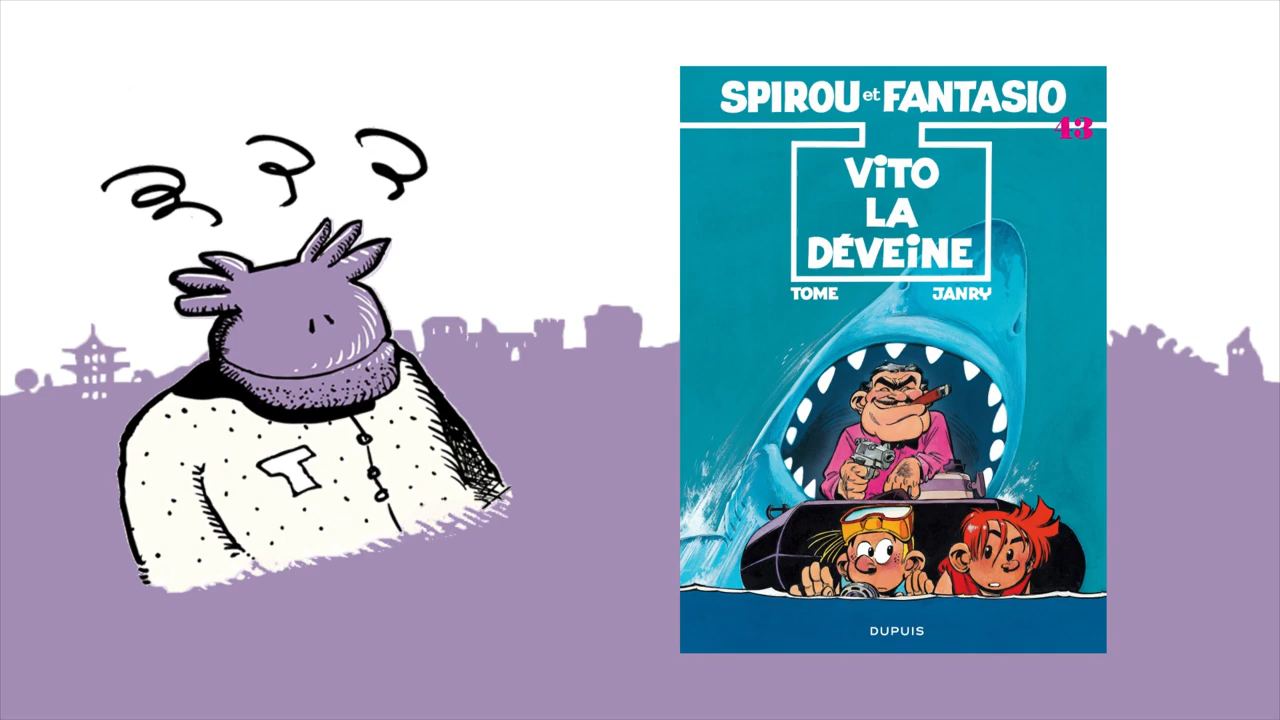 SPIROU et FANTASIO
43
ViTO
LA
DÉVEiNE
TOME JANRY
DUPUIS